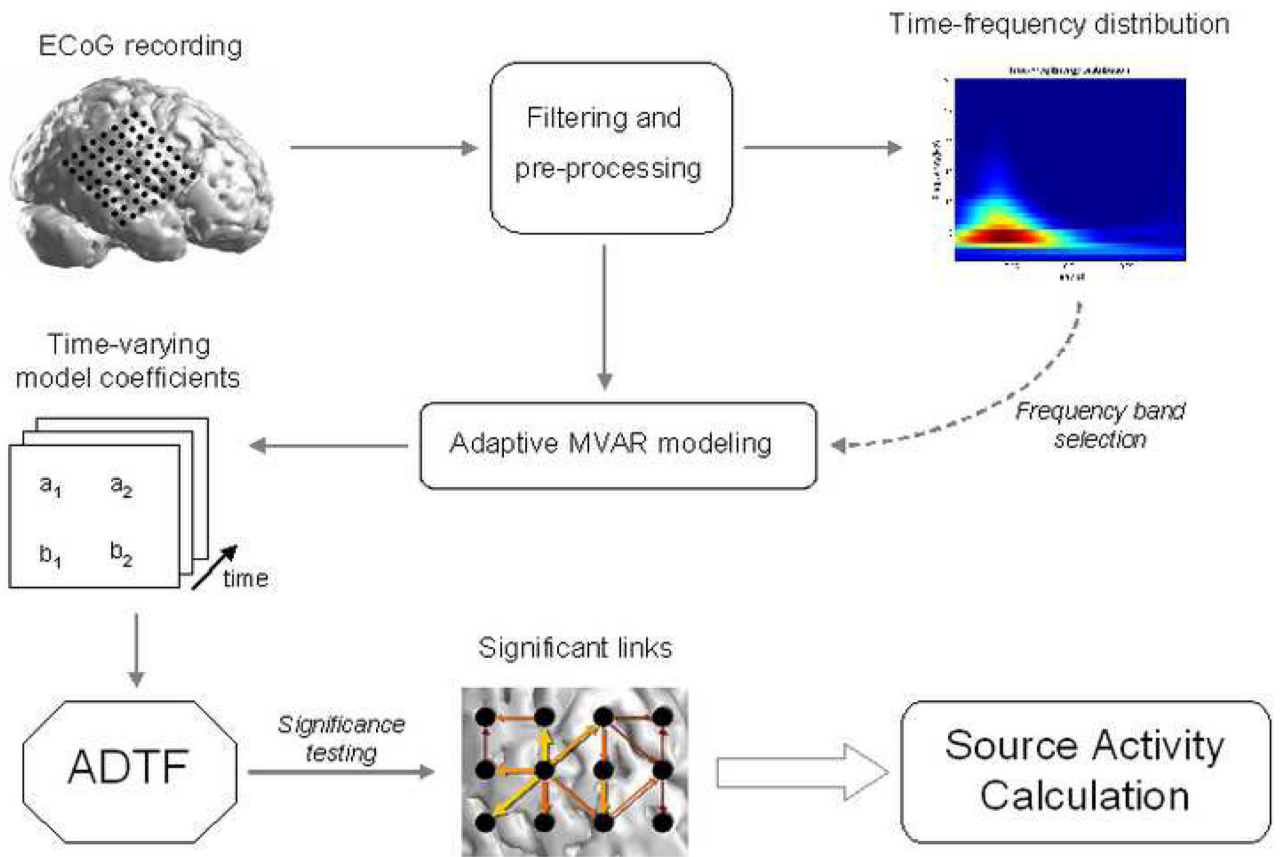 ECoG recording
Filtering and
pre-processing
Time-frequency distribution
Time-varying
model coefficients
Adaptive MVAR modeling
Frequency band
selection
a1 a2
b1 b2
time
ADTF
Significance
testing
Significant links
Source Activity
Calculation